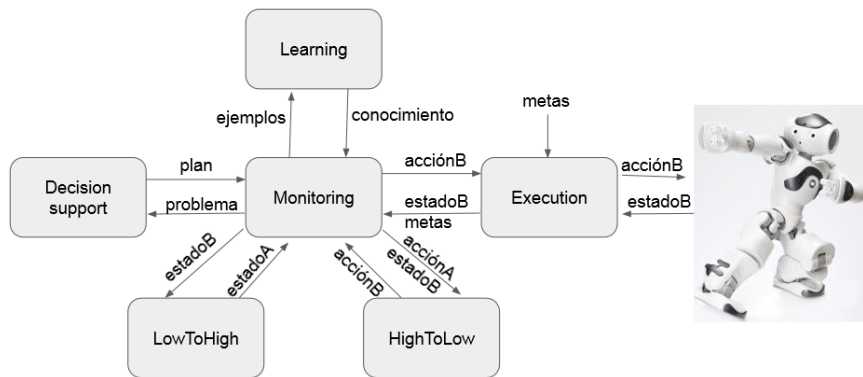 Learning
ejemplos
conocimiento
metas
plan
acciónB
acciónB
Decision
support
Monitoring
Execution
problema
estadoB
metas
estadoB
estadoB
estadoA
acciónB
acciónA
estadoB
LowToHigh
HighToLow